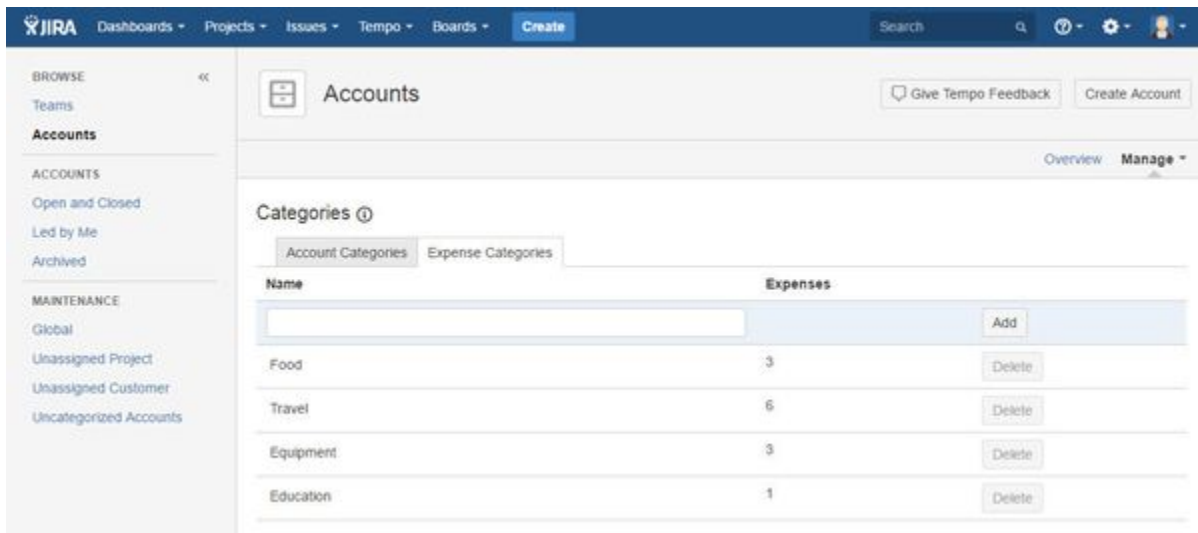 JIRA Dashboards Projects Issues Tempo Boards Create Search
BROWSE
Teams
Accounts
ACCOUNTS
Open and Closed
Led by Me
Archived
MAINTENANCE
Global
Unassigned Project
Unassigned Customer
Uncategorized Accounts
Accounts Give Tempo Feedback Create Account
Overview Manage
Categories
Account Categories Expense Categories
Name Expenses
Add
Food 3 Delete
Travel 6 Delete
Equipment 3 Delete
Education 1 Delete